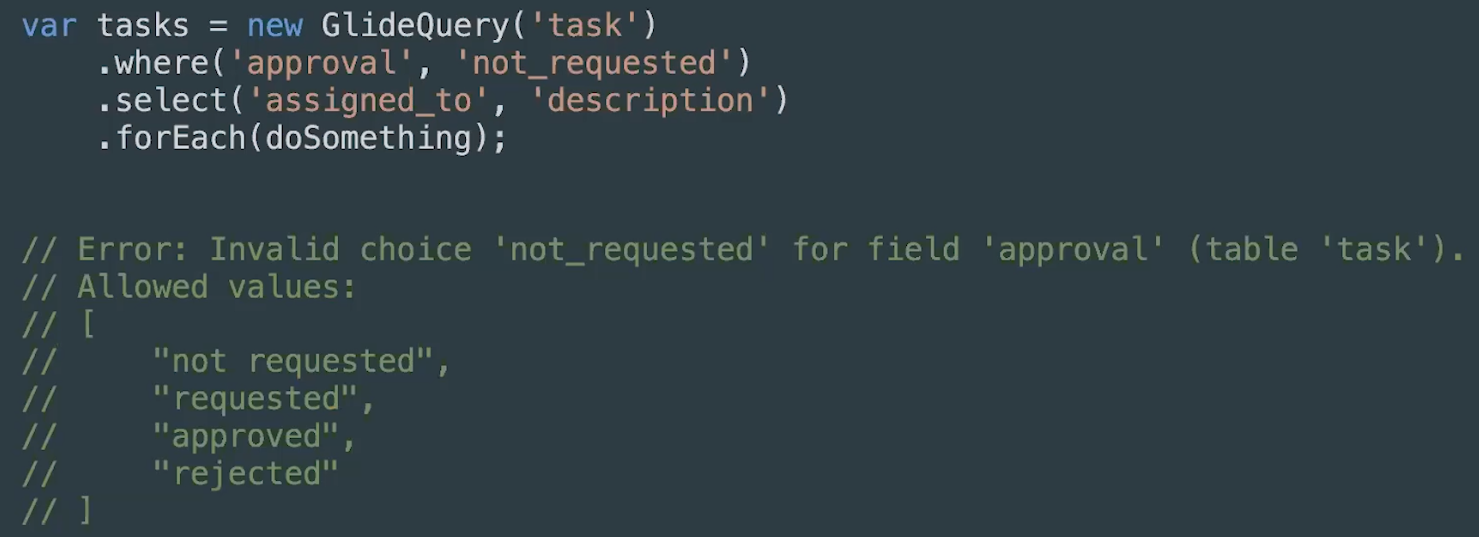 var tasks = new GlideQuery('task')
    .where('approval', 'not_requested')
    .select('assigned_to', 'description')
    .forEach(doSomething);
// Error: Invalid choice 'not_requested' for field 'approval' (table 'task').
// Allowed values:
// [
//     "not requested",
//     "requested",
//     "approved",
//     "rejected"
// ]